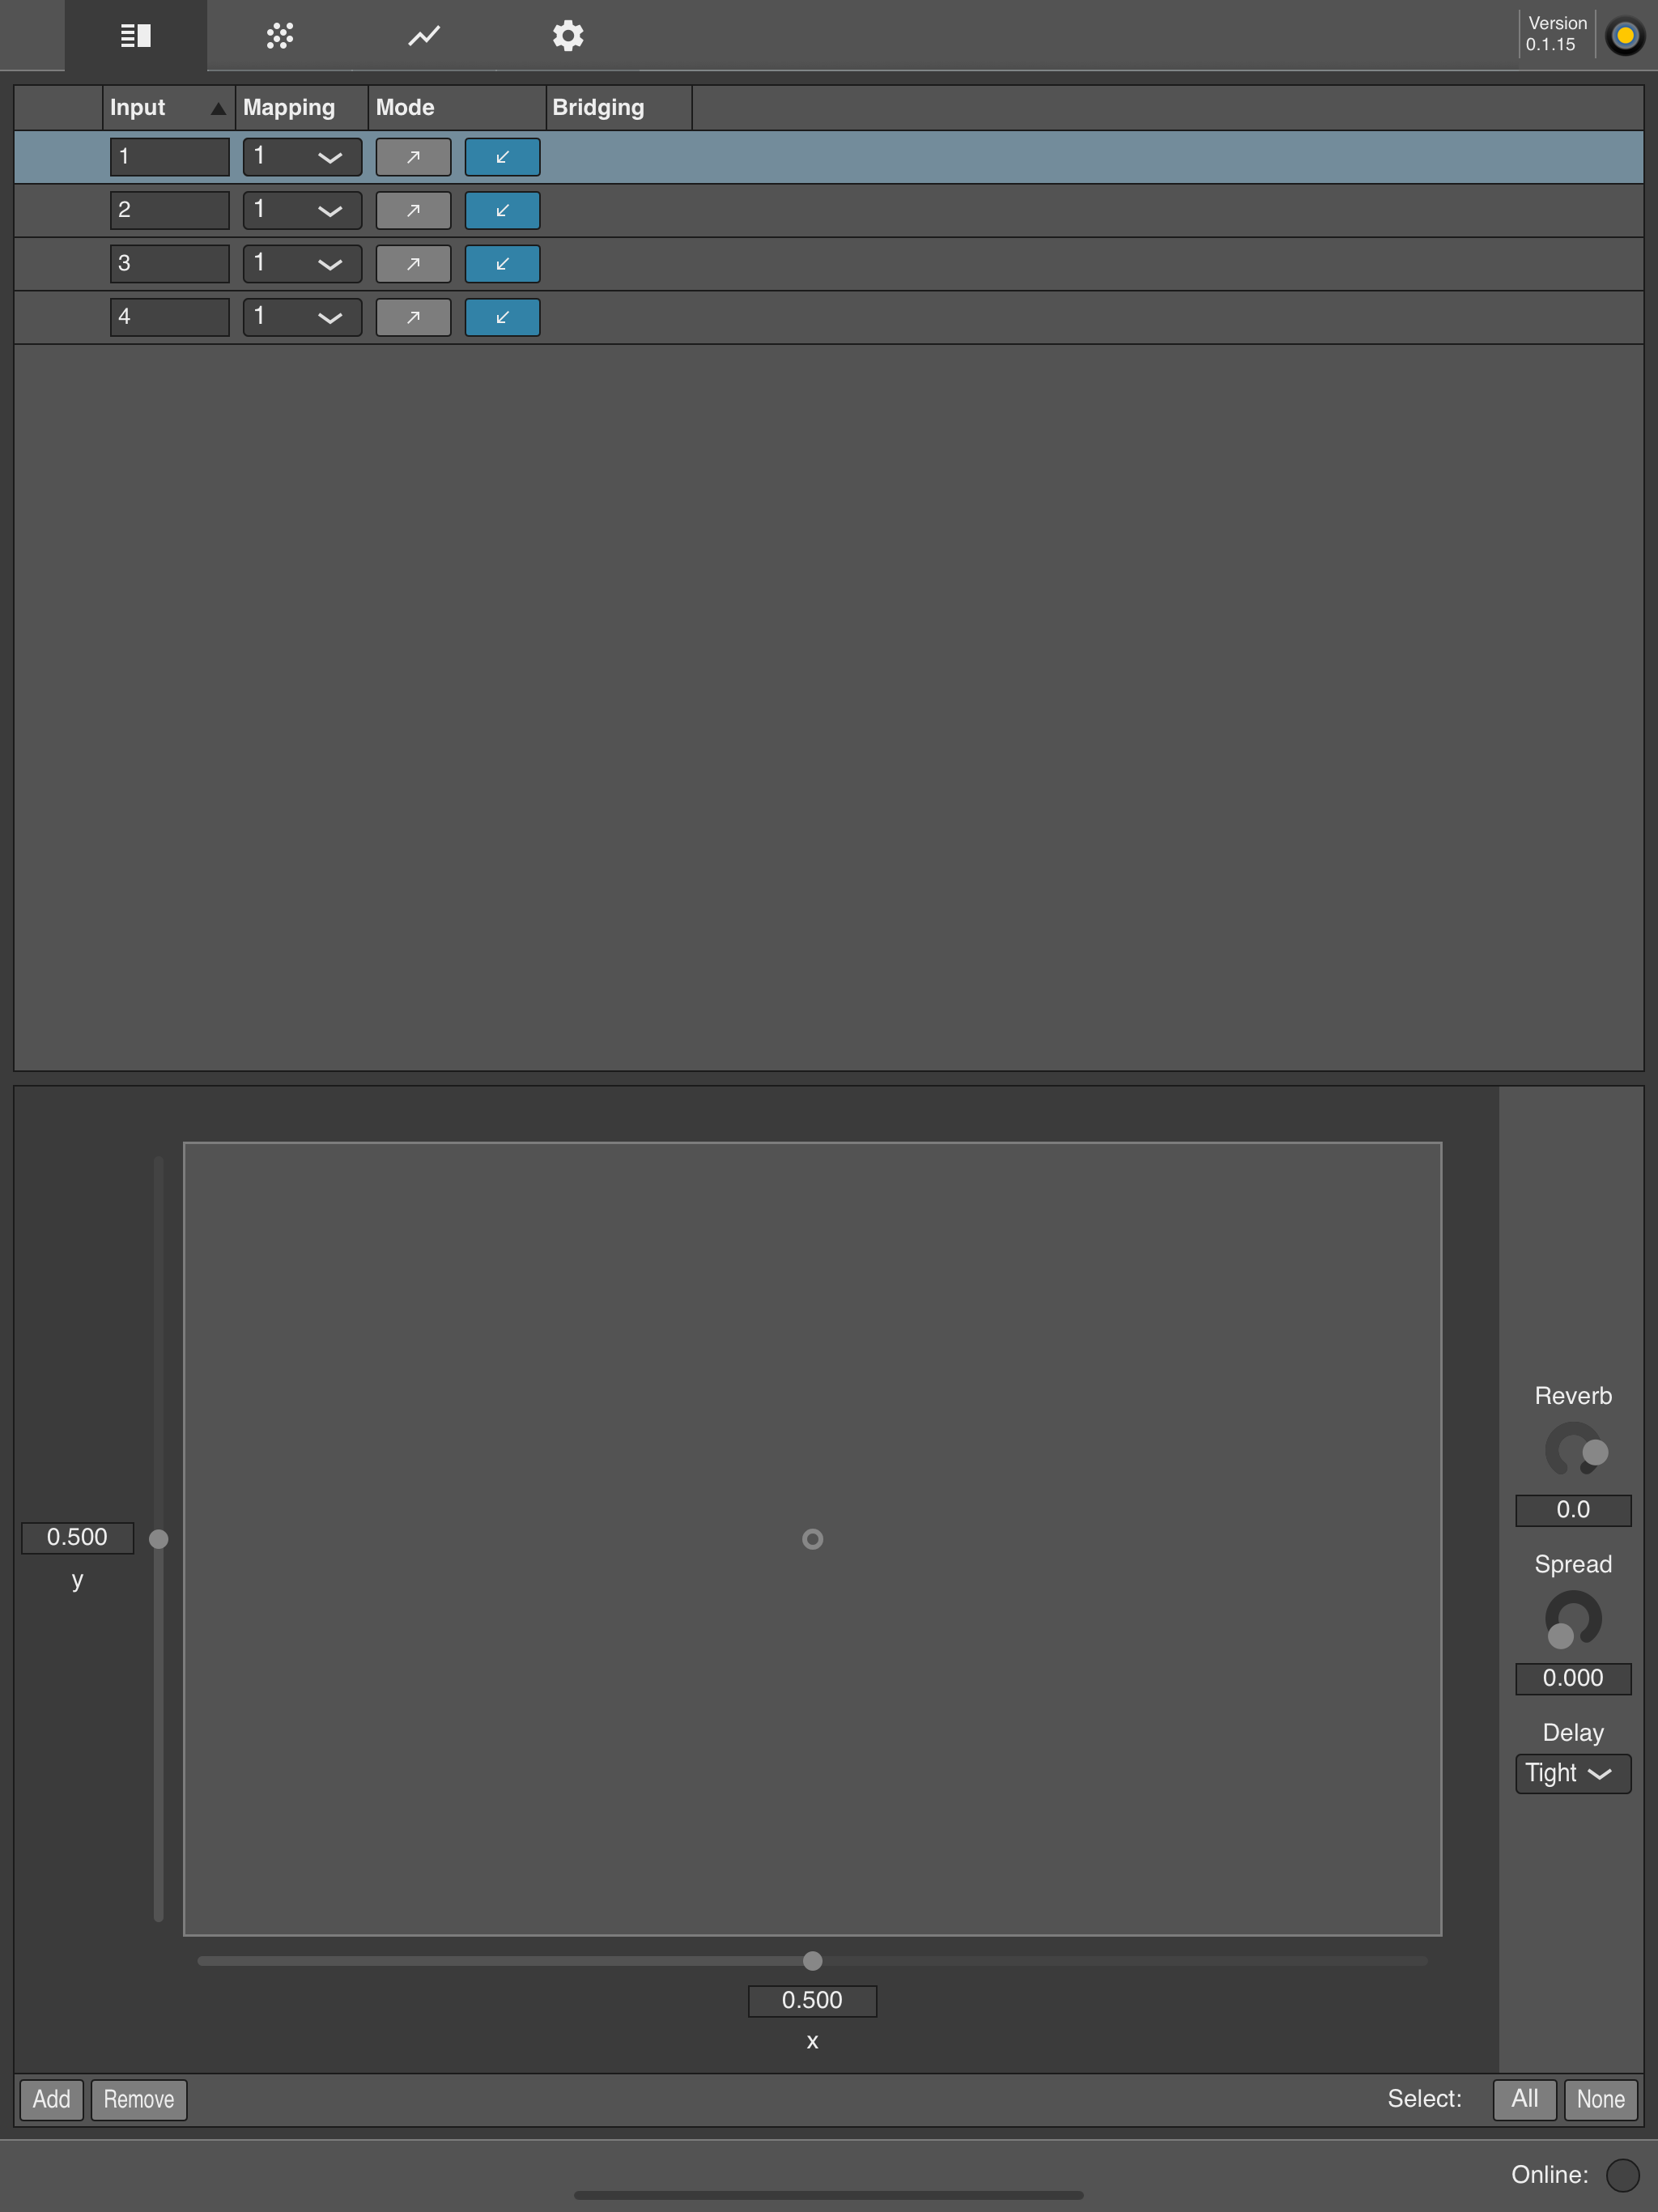 Version
0.1.15
Input Mapping Mode Bridging
1 1
2 1
3 1
4 1
Reverb
0.0
Spread
0.000
Delay
Tight
0.500
y
0.500
x
Add Remove Select: All None
Online: